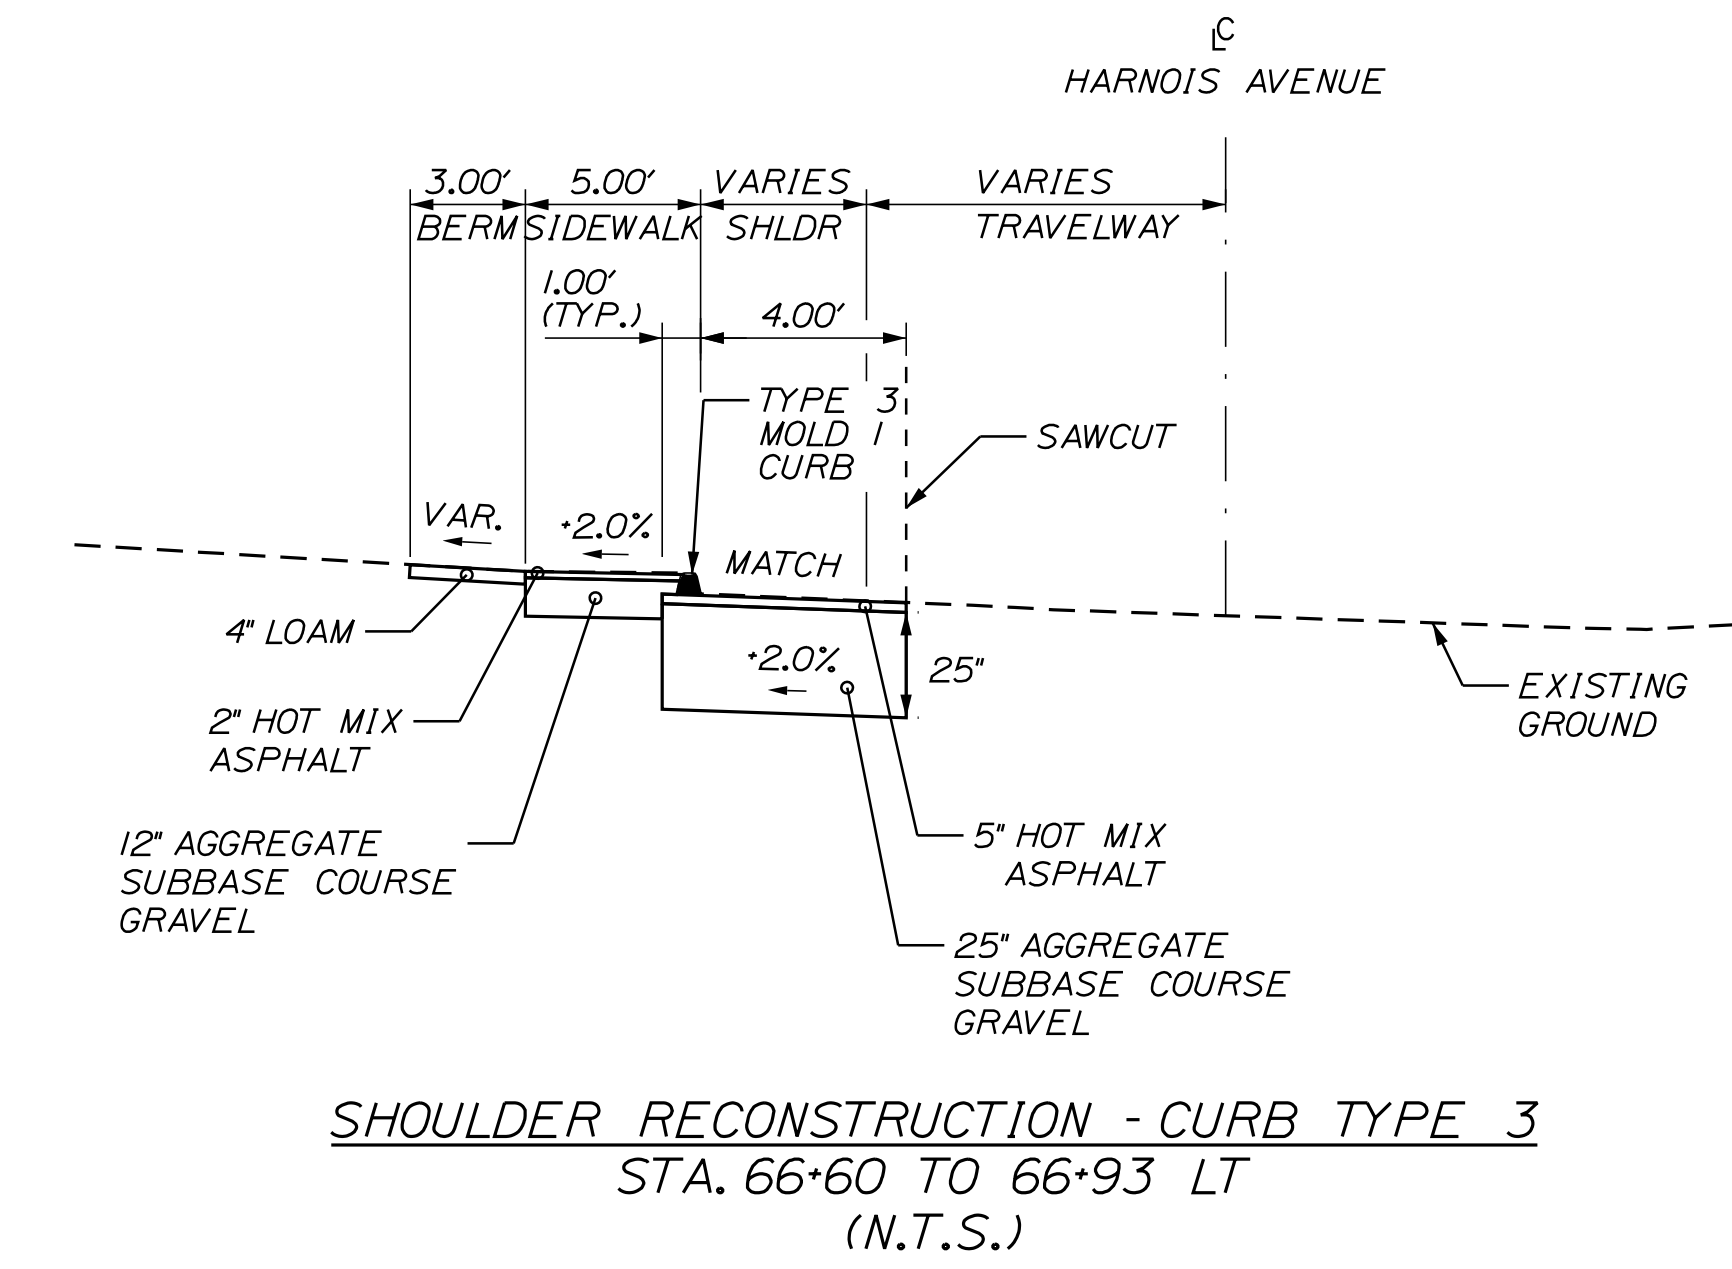 CL
HARNOIS AVENUE
3.00' 5.00' VARIES VARIES
BERM SIDEWALK SHLDR TRAVELWAY
1.00'
(TYP.) 4.00'
TYPE 3
MOLD 1
CURB
SAWCUT
VAR. +2.0%
MATCH
4" LOAM
+2.0% 25"
2" HOT MIX
ASPHALT
EXISTING
GROUND
12" AGGREGATE
SUBBASE COURSE
GRAVEL
5" HOT MIX
ASPHALT
25" AGGREGATE
SUBBASE COURSE
GRAVEL
SHOULDER RECONSTRUCTION - CURB TYPE 3
STA. 66+60 TO 66+93 LT
(N.T.S.)